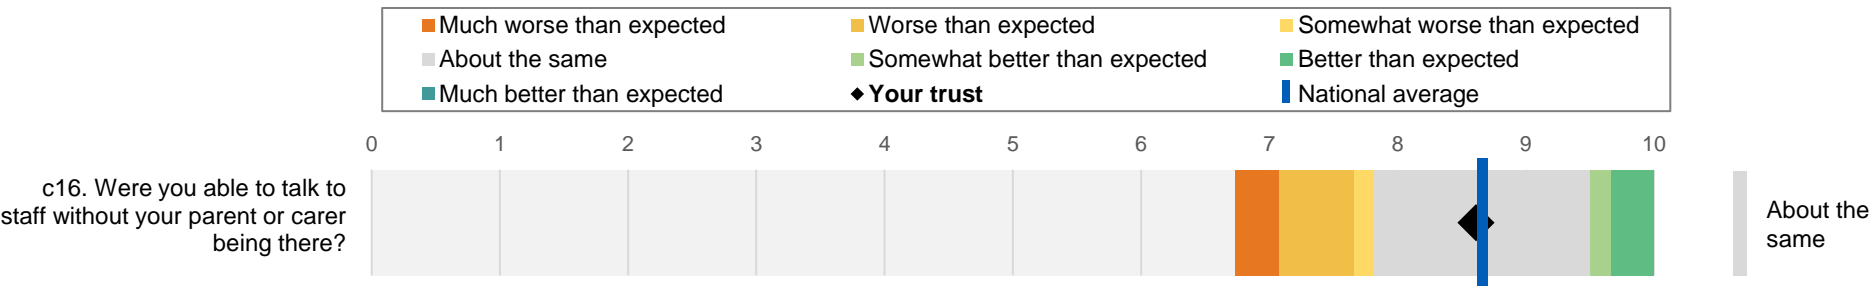 Much worse than expected Worse than expected Somewhat worse than expected
About the same Somewhat better than expected Better than expected
Much better than expected Your trust National average
0 1 2 3 4 5 6 7 8 9 10
c16. Were you able to talk to
staff without your parent or carer
being there?
About the
same